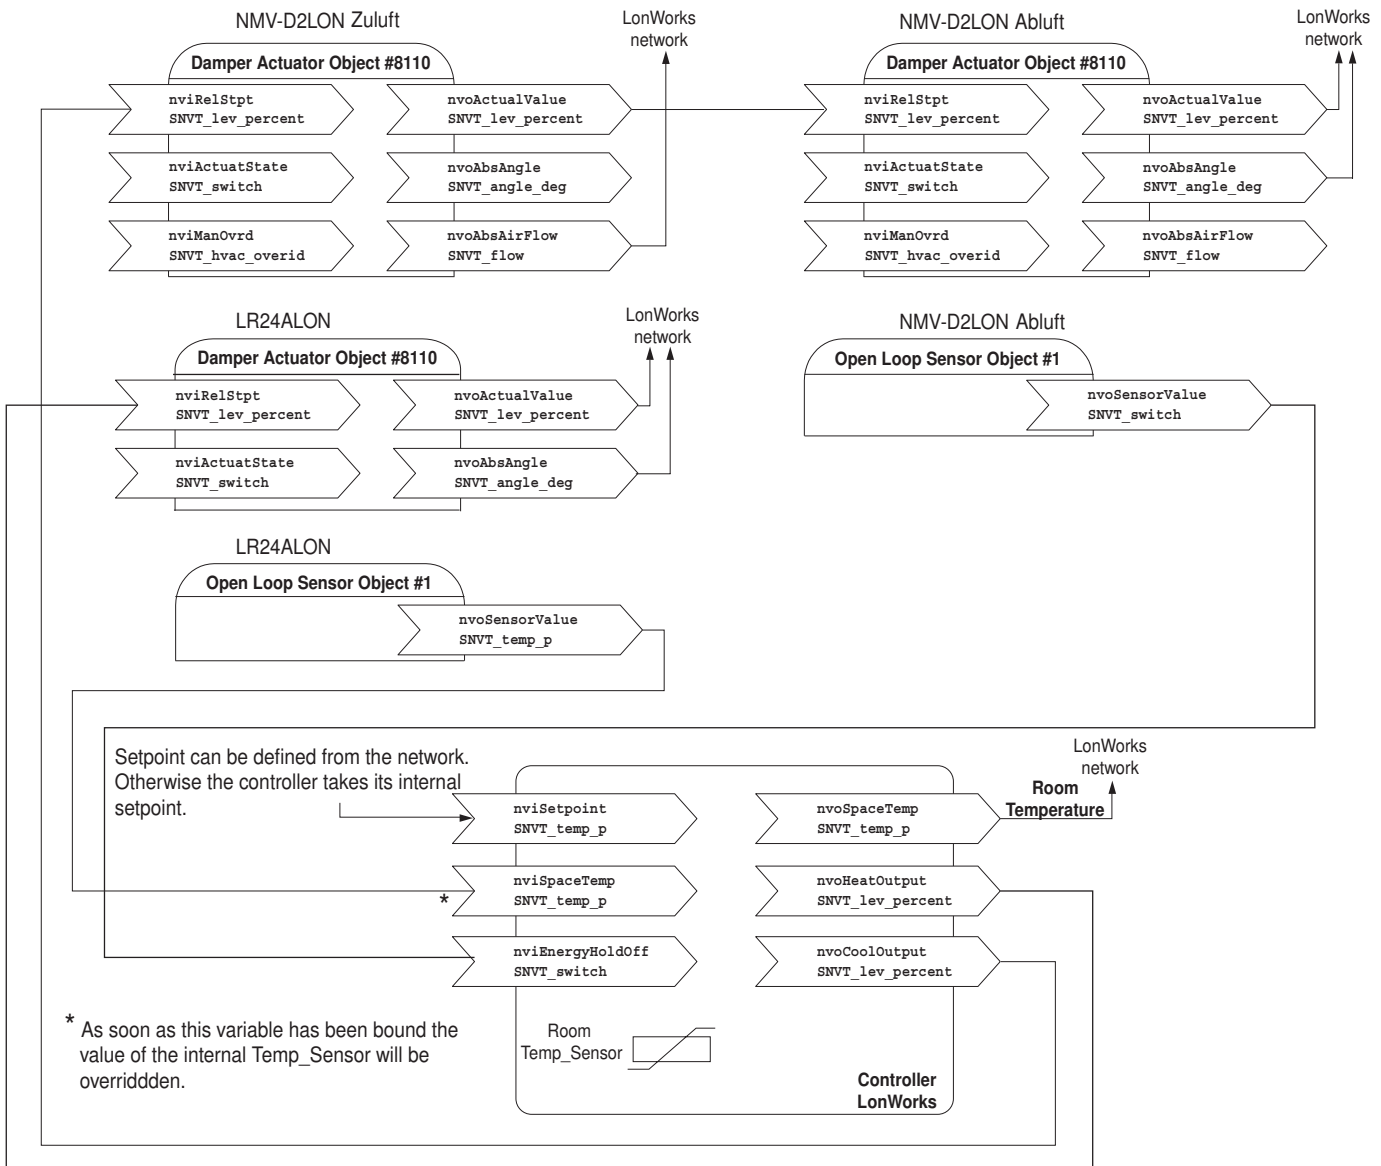 NMV-D2LON Zuluft
LonWorks
network
Damper Actuator Object #8110
nviRelStpt
SNVT_lev_percent
nvoActualValue
SNVT_lev_percent
nviActuatState
SNVT_switch
nvoAbsAngle
SNVT_angle_deg
nviManOvrd
SNVT_hvac_overid
nvoAbsAirFlow
SNVT_flow
NMV-D2LON Abluft
LonWorks
network
Damper Actuator Object #8110
nviRelStpt
SNVT_lev_percent
nvoActualValue
SNVT_lev_percent
nviActuatState
SNVT_switch
nvoAbsAngle
SNVT_angle_deg
nviManOvrd
SNVT_hvac_overid
nvoAbsAirFlow
SNVT_flow
LR24ALON
LonWorks
network
Damper Actuator Object #8110
nviRelStpt
SNVT_lev_percent
nvoActualValue
SNVT_lev_percent
nviActuatState
SNVT_switch
nvoAbsAngle
SNVT_angle_deg
NMV-D2LON Abluft
Open Loop Sensor Object #1
nvoSensorValue
SNVT_switch
LR24ALON
Open Loop Sensor Object #1
nvoSensorValue
SNVT_temp_p
Setpoint can be defined from the network.
Otherwise the controller takes its internal
setpoint.
LonWorks
network
Room
Temperature
nviSetpoint
SNVT_temp_p
nvoSpaceTemp
SNVT_temp_p
*
nviSpaceTemp
SNVT_temp_p
nvoHeatOutput
SNVT_lev_percent
nviEnergyHoldOff
SNVT_switch
nvoCoolOutput
SNVT_lev_percent
* As soon as this variable has been bound the
value of the internal Temp_Sensor will be
overriddden.
Room
Temp_Sensor
Controller
LonWorks